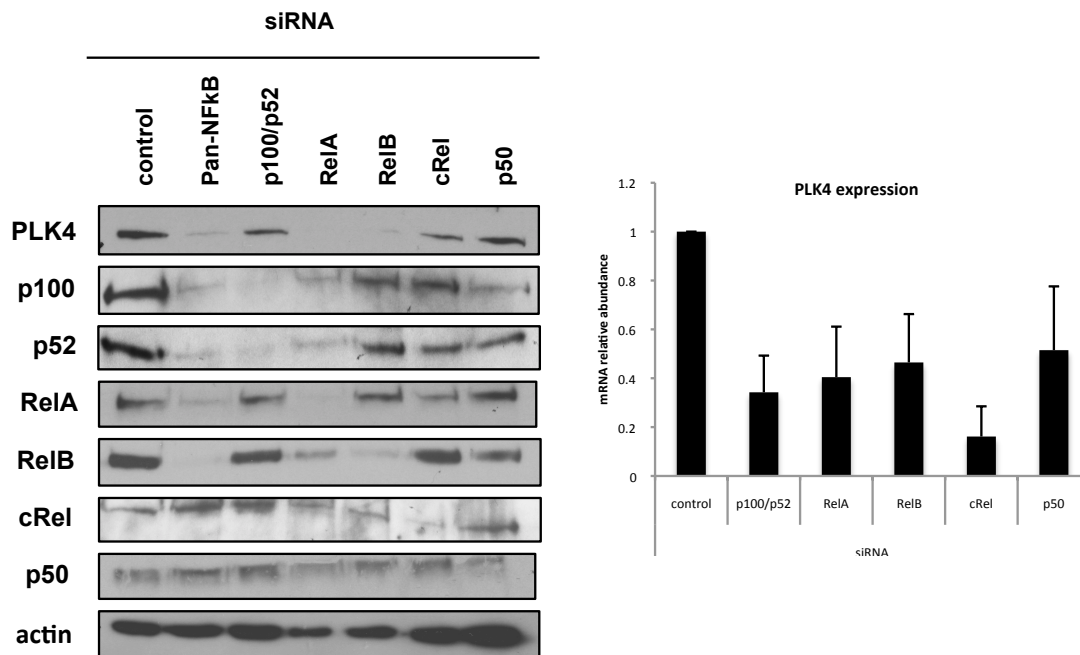 siRNA
control
Pan-NFkB
p100/p52
RelA
RelB
cRel
p50
PLK4
p100
p52
RelA
RelB
cRel
p50
actin
PLK4 expression
mRNA relative abundance
1.2
1
0.8
0.6
0.4
0.2
0
control p100/p52 RelA RelB cRel p50
siRNA